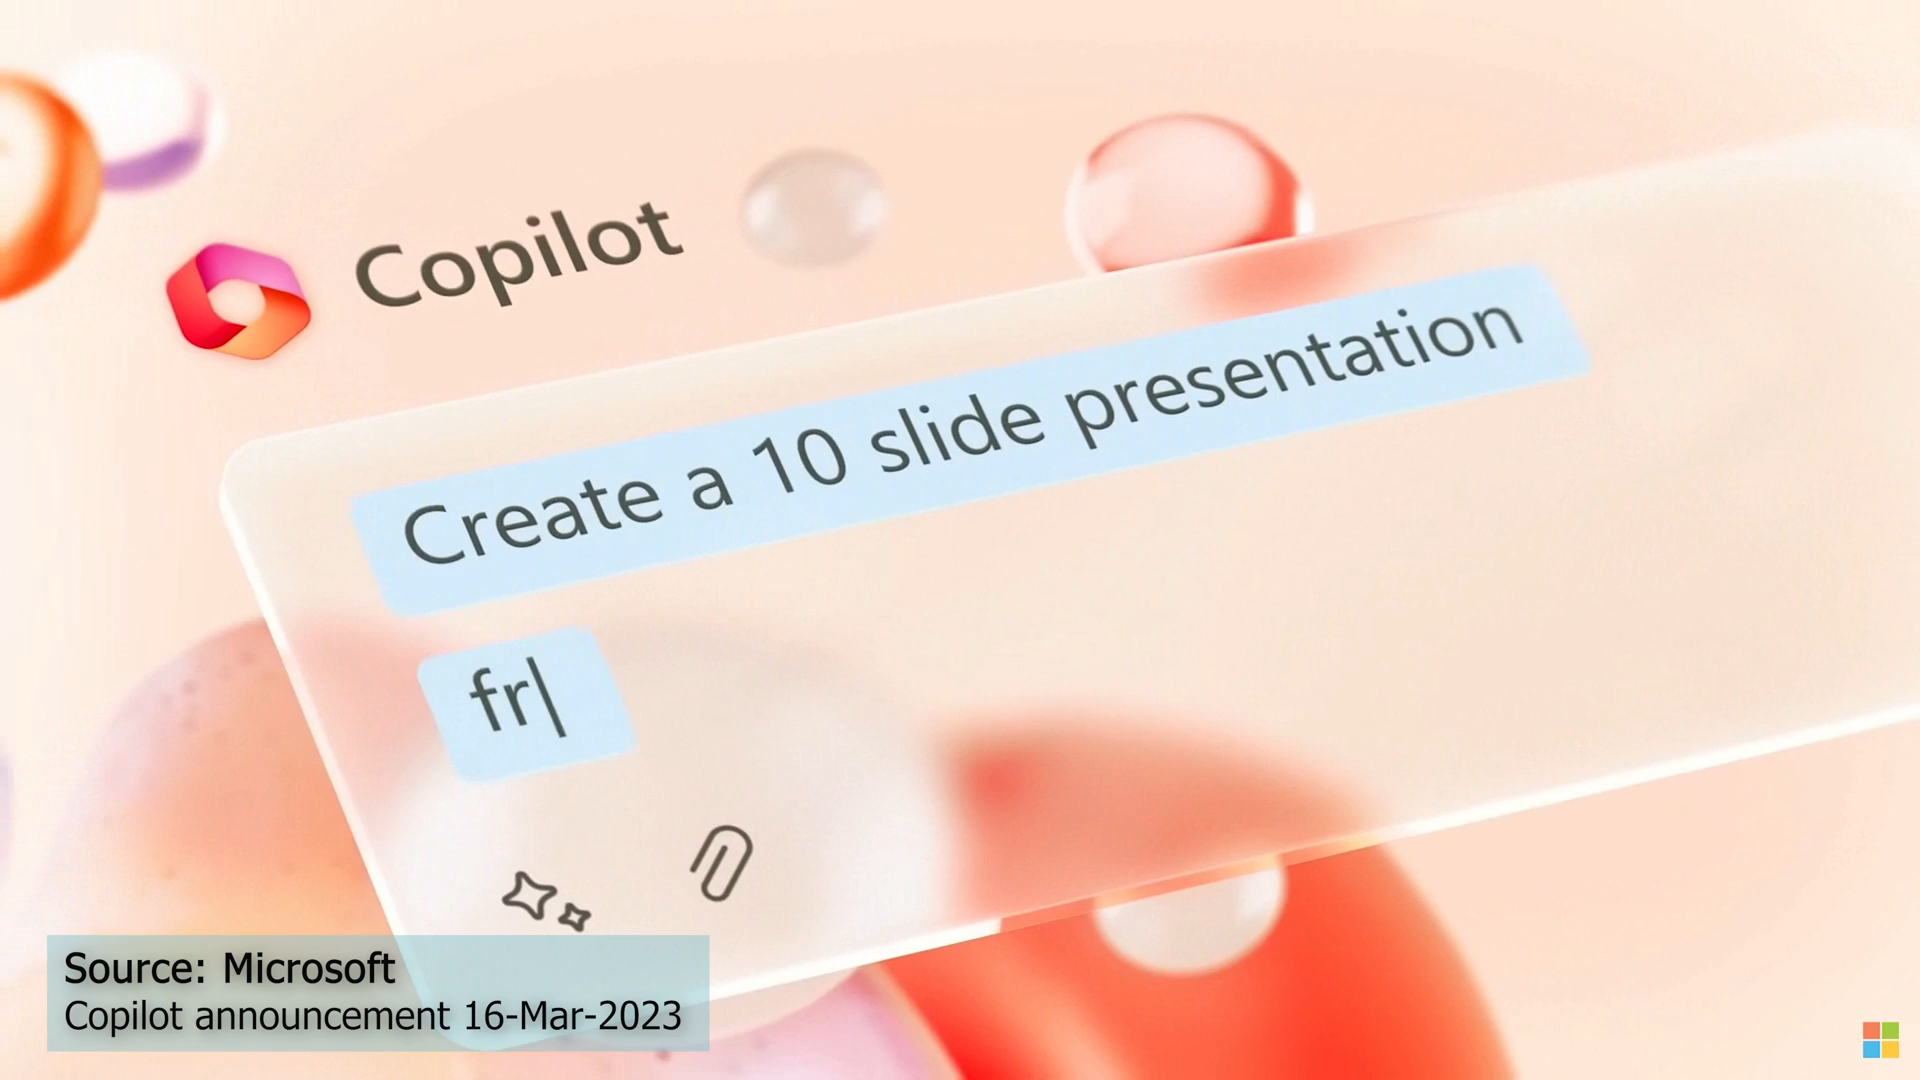 Copilot
Create a 10 slide presentation
fr
Source: Microsoft
Copilot announcement 16-Mar-2023